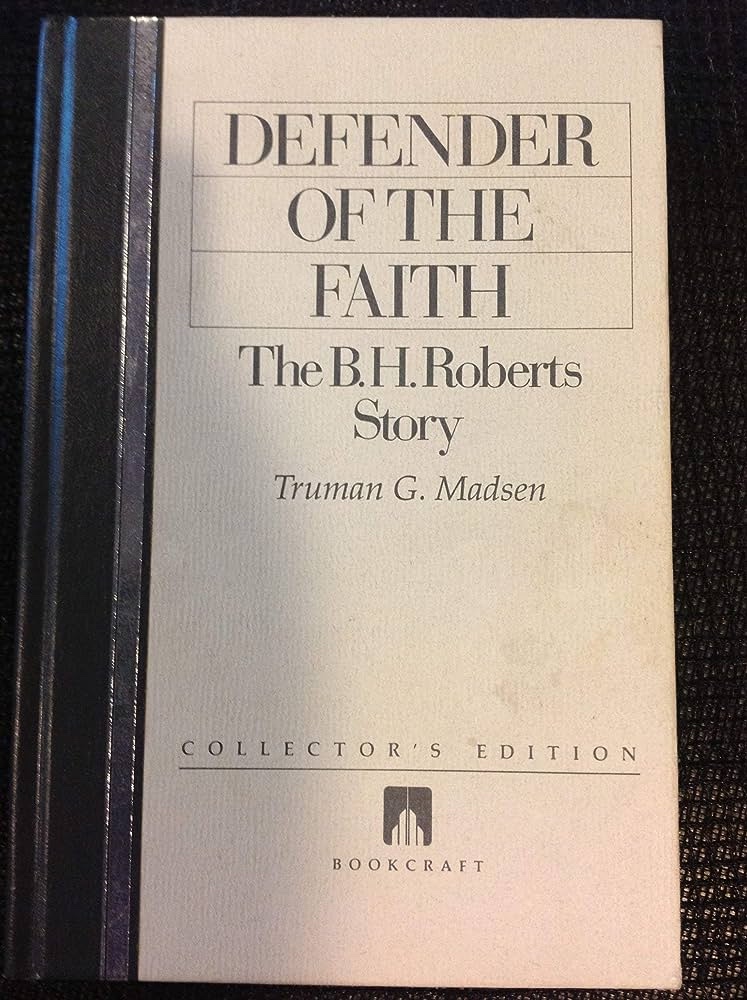 DEFENDER
OF THE
FAITH
The B.H. Roberts
Story
Truman G. Madsen
COLLECTOR'S EDITION
BOOKCRAFT